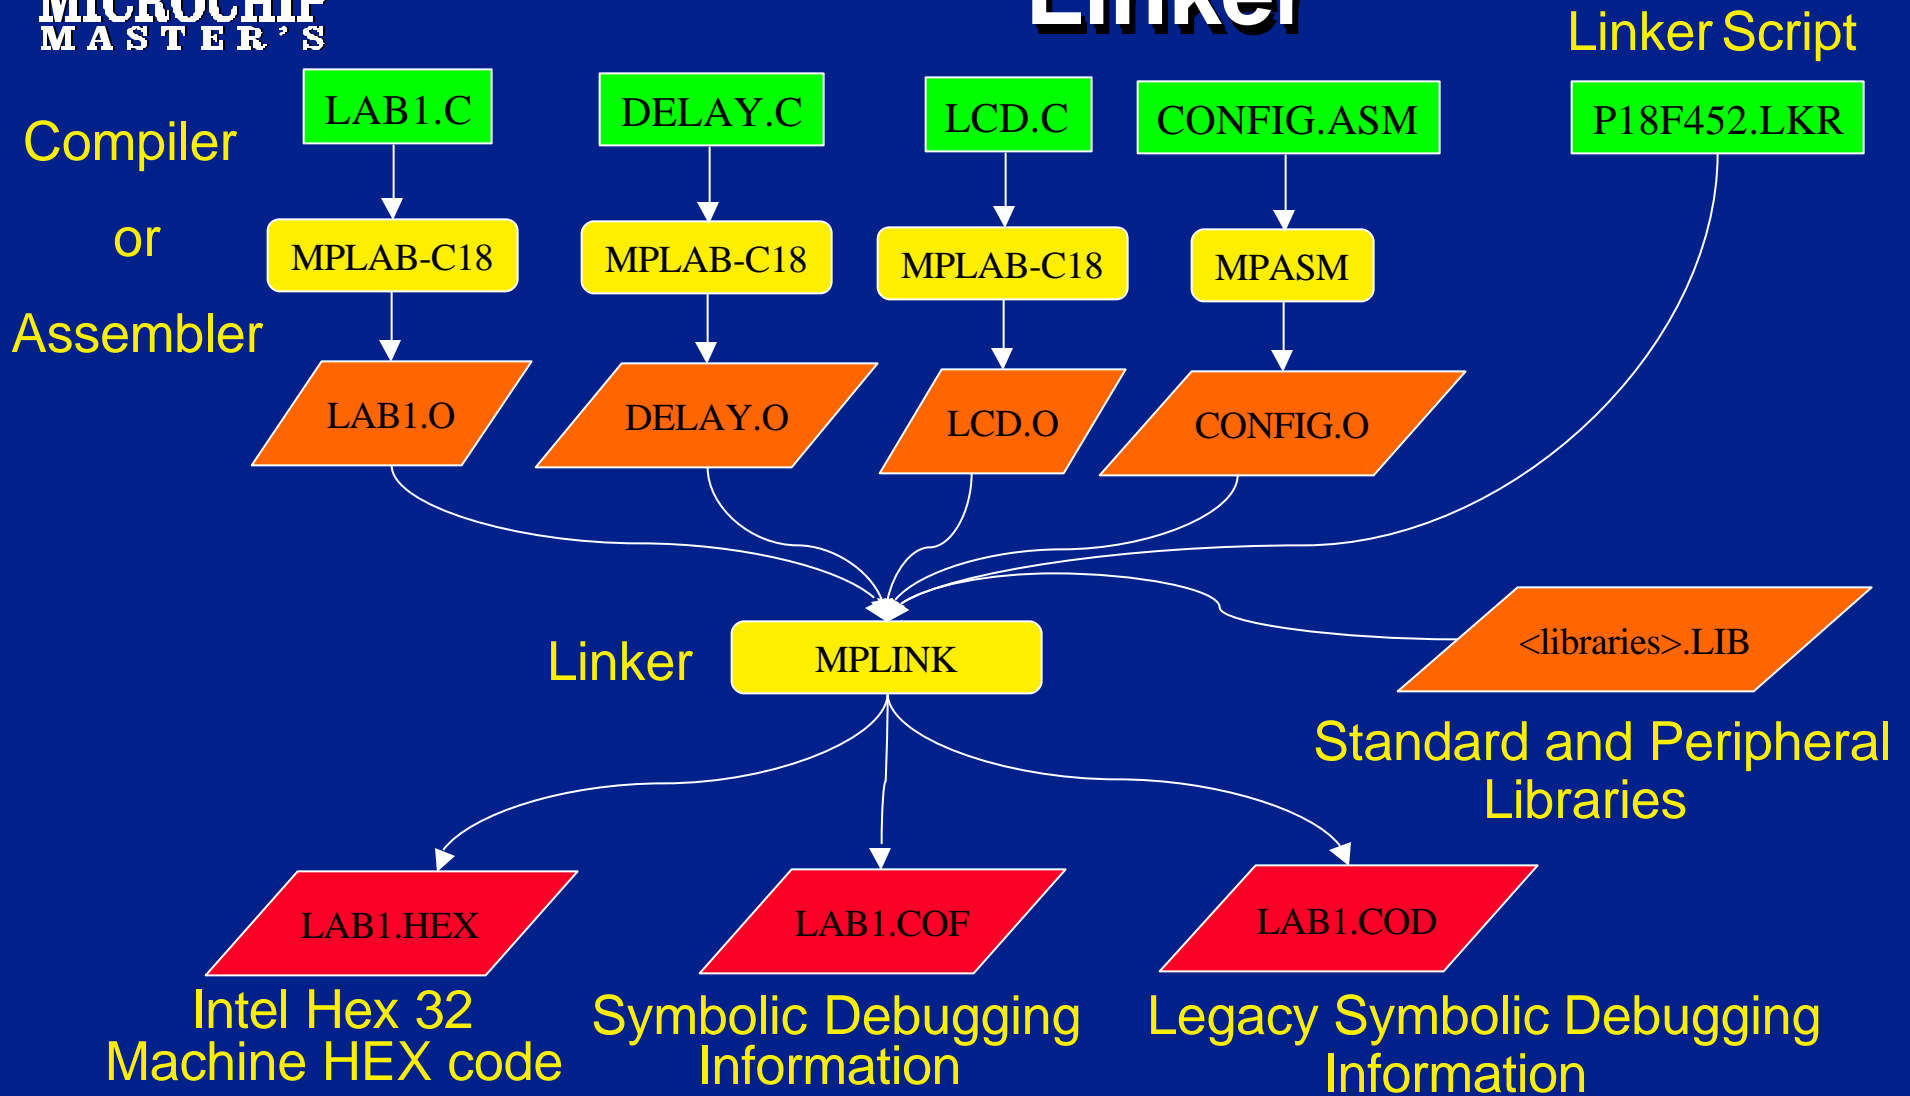 MICROCHIP
MASTER'S
Linker
Linker Script
LAB1.C
DELAY.C
LCD.C
CONFIG.ASM
P18F452.LKR
Compiler
or
Assembler
MPLAB-C18
MPLAB-C18
MPLAB-C18
MPASM
LAB1.O
DELAY.O
LCD.O
CONFIG.O
Linker
MPLINK
<libraries>.LIB
Standard and Peripheral
Libraries
LAB1.HEX
LAB1.COF
LAB1.COD
Intel Hex 32
Machine HEX code
Symbolic Debugging
Information
Legacy Symbolic Debugging
Information